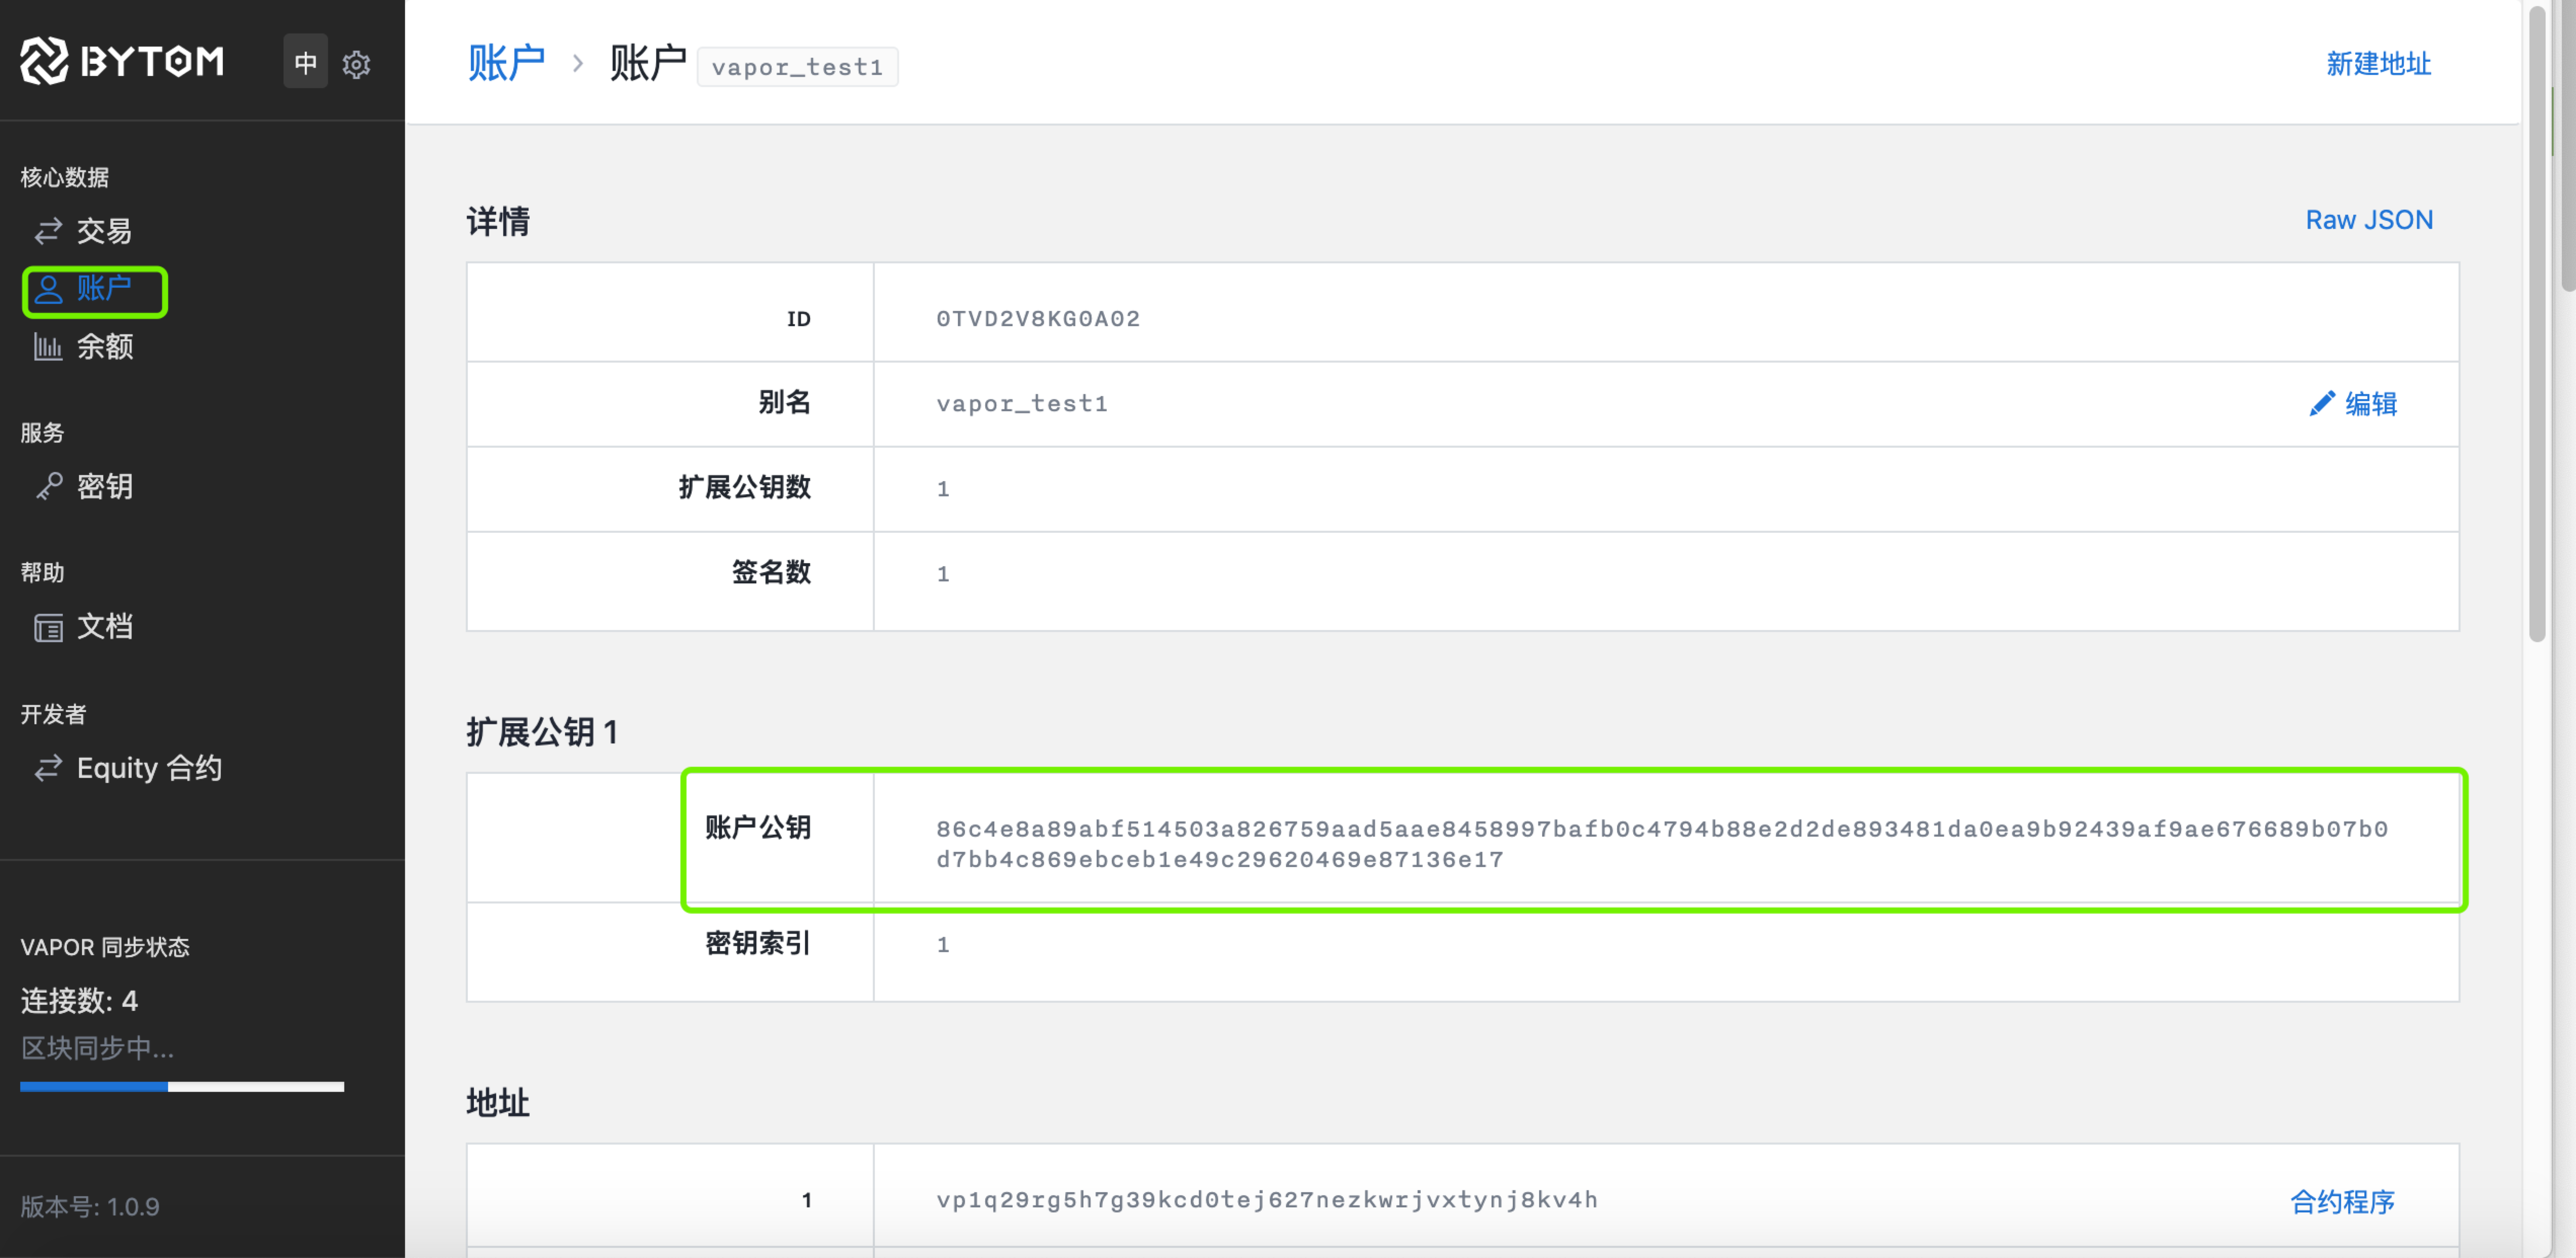 BYTOM
中
核心数据
交易
账户
余额
服务
密钥
帮助
文档
开发者
Equity 合约
VAPOR 同步状态
连接数: 4
区块同步中...
版本号: 1.0.9
账户 > 账户 vapor_test1
新建地址
详情
Raw JSON
ID 0TVD2V8KG0A02
别名 vapor_test1 编辑
扩展公钥数 1
签名数 1
扩展公钥 1
账户公钥 86c4e8a89abf514503a826759aad5aae8458997bafb0c4794b88e2d2de893481da0ea9b92439af9ae676689b07b0
d7bb4c869ebceb1e49c29620469e87136e17
密钥索引 1
地址
1 vp1q29rg5h7g39kcd0tej627nezkwrjvxtynj8kv4h 合约程序